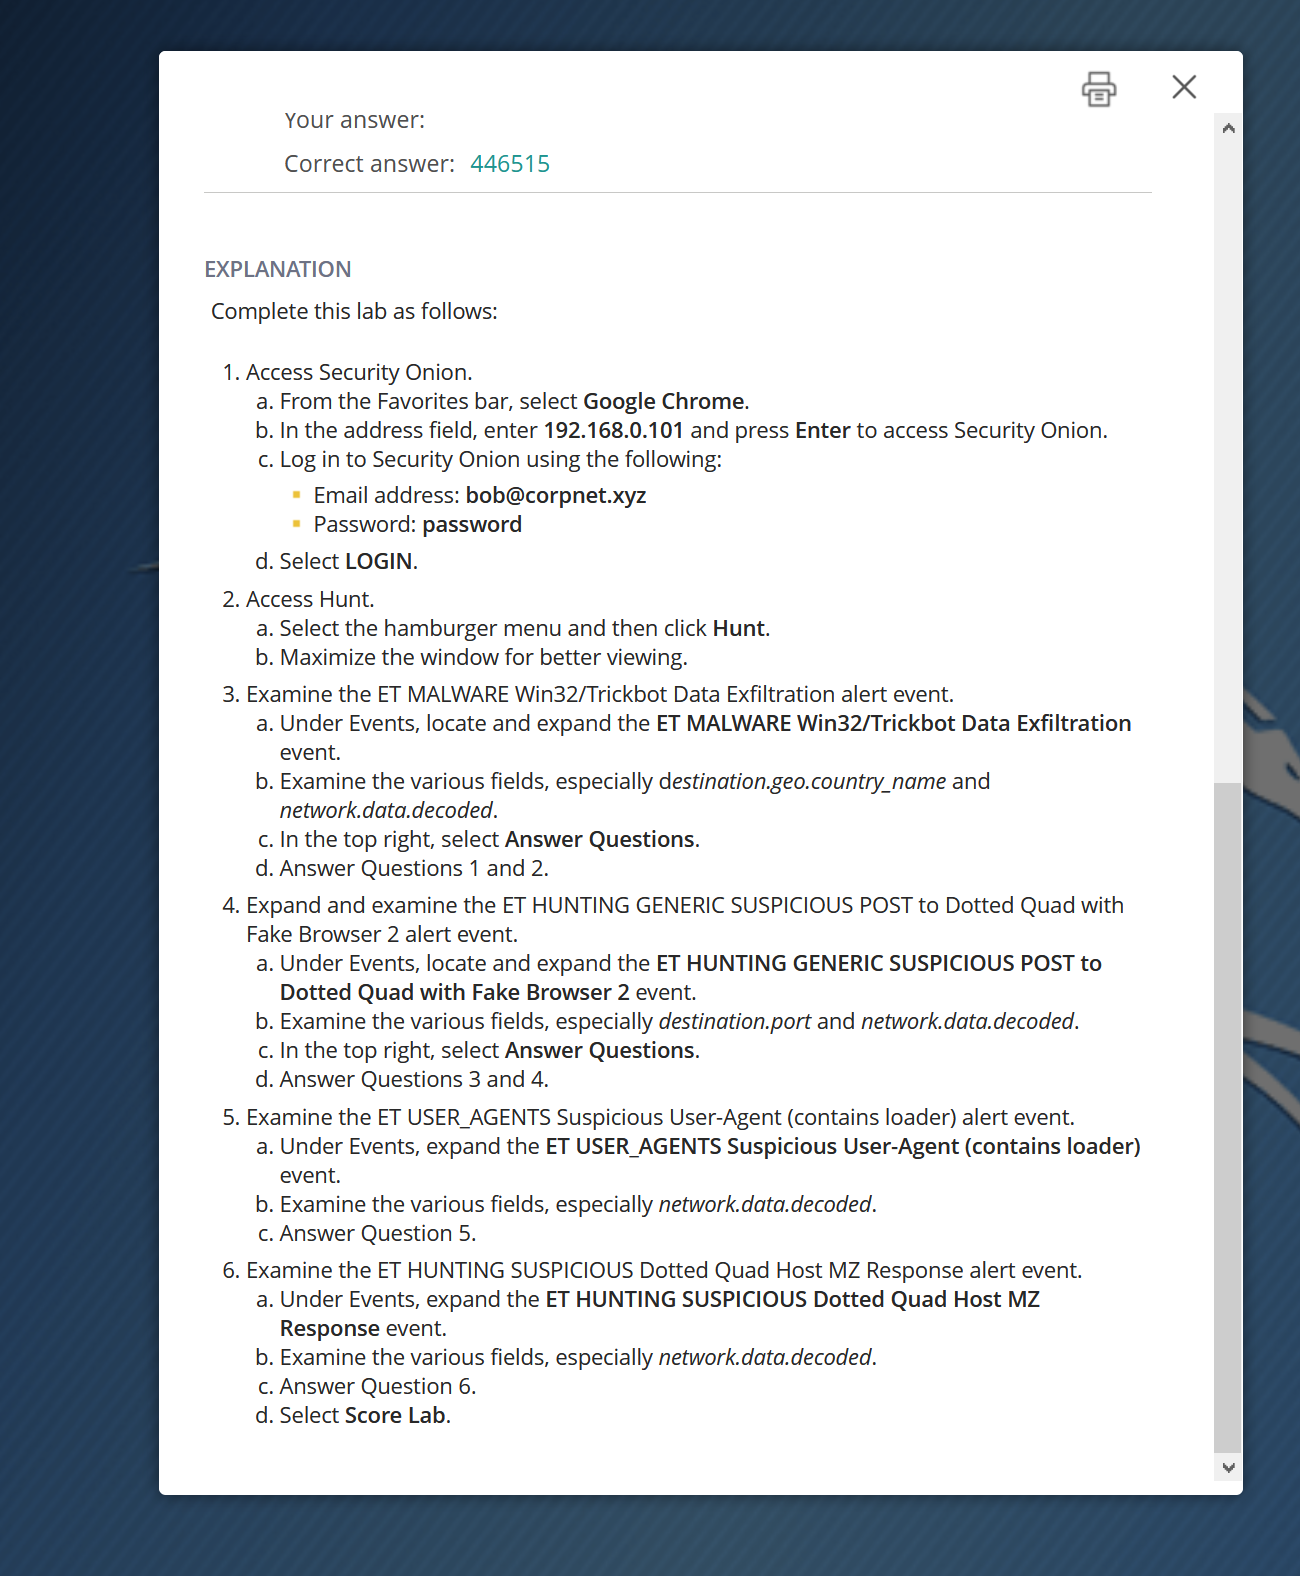 Your answer:
Correct answer: 446515
EXPLANATION
Complete this lab as follows:
1. Access Security Onion.
a. From the Favorites bar, select Google Chrome.
b. In the address field, enter 192.168.0.101 and press Enter to access Security Onion.
c. Log in to Security Onion using the following:
Email address: bob@corpnet.xyz
Password: password
d. Select LOGIN.
2. Access Hunt.
a. Select the hamburger menu and then click Hunt.
b. Maximize the window for better viewing.
3. Examine the ET MALWARE Win32/Trickbot Data Exfiltration alert event.
a. Under Events, locate and expand the ET MALWARE Win32/Trickbot Data Exfiltration
event.
b. Examine the various fields, especially destination.geo.country_name and
network.data.decoded.
c. In the top right, select Answer Questions.
d. Answer Questions 1 and 2.
4. Expand and examine the ET HUNTING GENERIC SUSPICIOUS POST to Dotted Quad with
Fake Browser 2 alert event.
a. Under Events, locate and expand the ET HUNTING GENERIC SUSPICIOUS POST to
Dotted Quad with Fake Browser 2 event.
b. Examine the various fields, especially destination.port and network.data.decoded.
c. In the top right, select Answer Questions.
d. Answer Questions 3 and 4.
5. Examine the ET USER_AGENTS Suspicious User-Agent (contains loader) alert event.
a. Under Events, expand the ET USER_AGENTS Suspicious User-Agent (contains loader)
event.
b. Examine the various fields, especially network.data.decoded.
c. Answer Question 5.
6. Examine the ET HUNTING SUSPICIOUS Dotted Quad Host MZ Response alert event.
a. Under Events, expand the ET HUNTING SUSPICIOUS Dotted Quad Host MZ
Response event.
b. Examine the various fields, especially network.data.decoded.
c. Answer Question 6.
d. Select Score Lab.